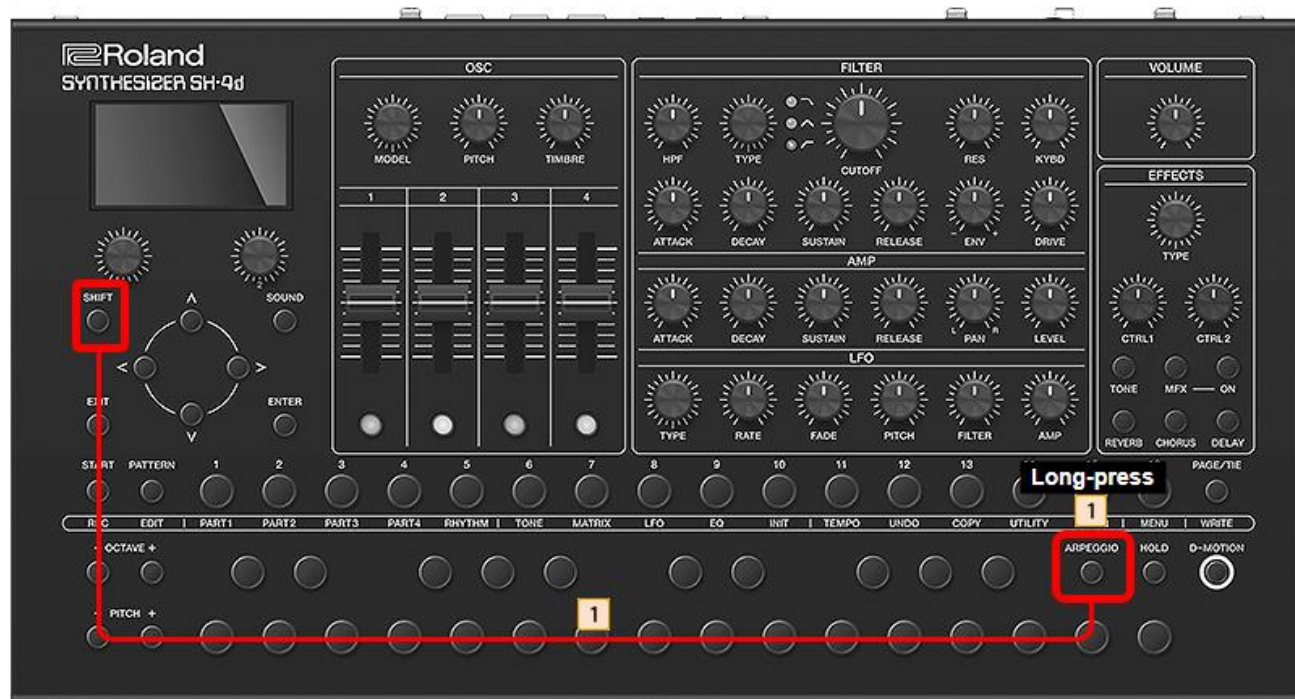 Roland
SYNTHESIZER SH-4d
OSC
FILTER
VOLUME
MODEL PITCH TIMBRE
HPF TYPE CUTOFF RES KYBD
EFFECTS
TYPE
1 2 3 4
ATTACK DECAY SUSTAIN RELEASE - ENV + DRIVE
AMP
2
SHIFT
SOUND
ATTACK DECAY SUSTAIN RELEASE L PAN R LEVEL
CTRL1 CTRL2
LFO
TONE MFX ON
EXIT
ENTER
TYPE RATE FADE PITCH FILTER AMP
REVERB CHORUS DELAY
START PATTERN 1 2 3 4 5 6 7 8 9 10 11 12 13 PAGE/TIE
Long-press
1
REC EDIT | PART1 PART2 PART3 PART4 RHYTHM | TONE MATRIX LFO EQ INIT | TEMPO UNDO COPY UTILITY | MENU | WRITE
- OCTAVE +
ARPEGGIO HOLD D-MOTION
- PITCH +
1